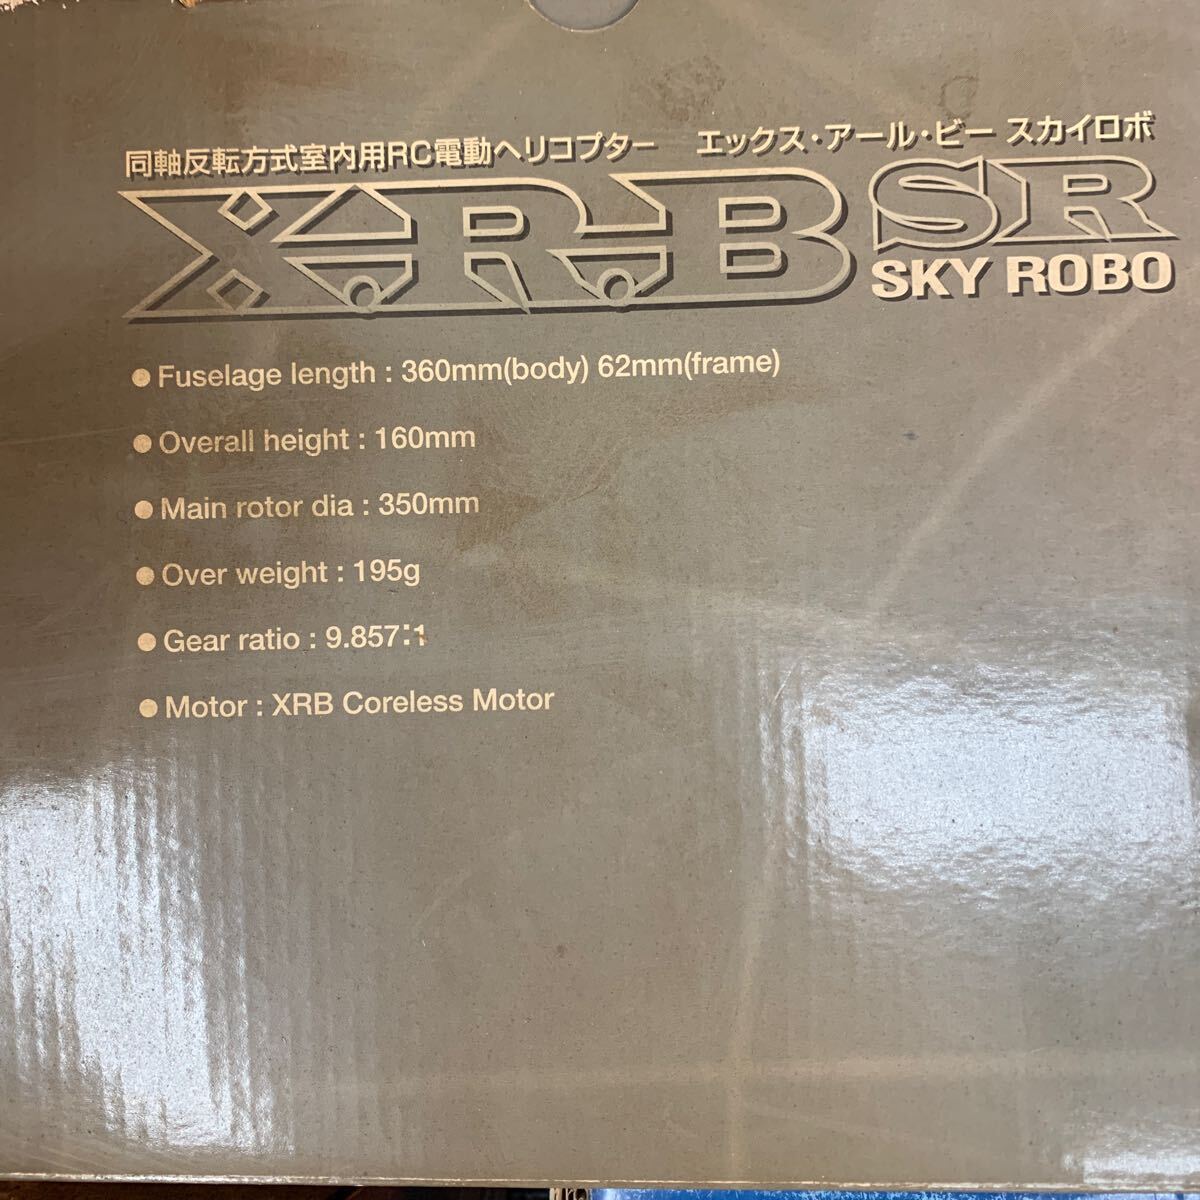 同軸反転方式室内用RC電動ヘリコプター エックス・アール・ビー スカイロボ
X.R.B SR
SKY ROBO
● Fuselage length : 360mm(body) 62mm(frame)
● Overall height : 160mm
● Main rotor dia : 350mm
● Over weight : 195g
● Gear ratio : 9.857:1
● Motor : XRB Coreless Motor